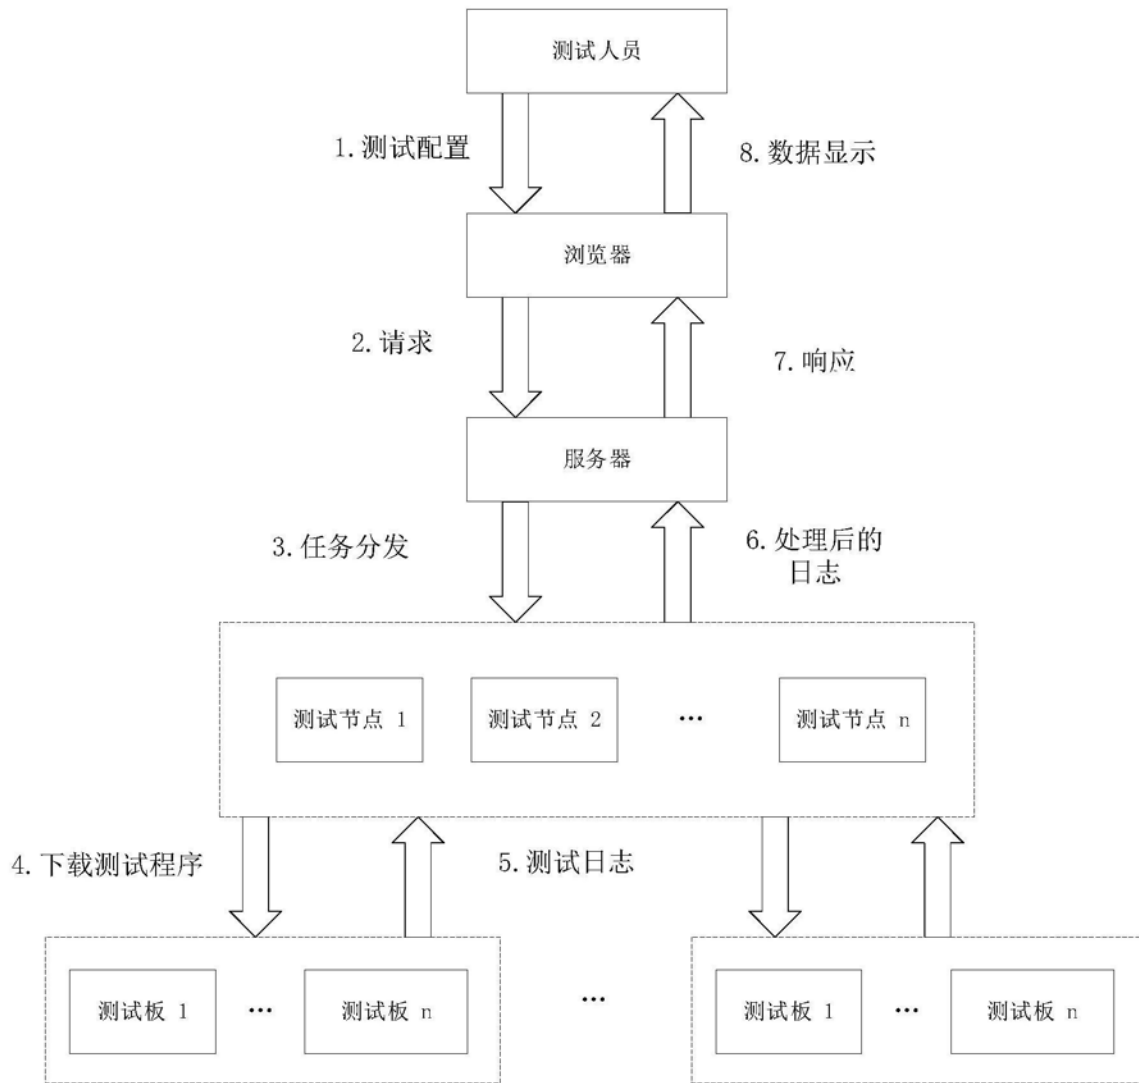 测试人员
1.测试配置
8.数据显示
浏览器
2.请求
7.响应
服务器
3.任务分发
6.处理后的
日志
测试节点 1
测试节点 2
...
测试节点 n
4.下载测试程序
5.测试日志
测试板 1
...
测试板 n
...
测试板 1
...
测试板 n